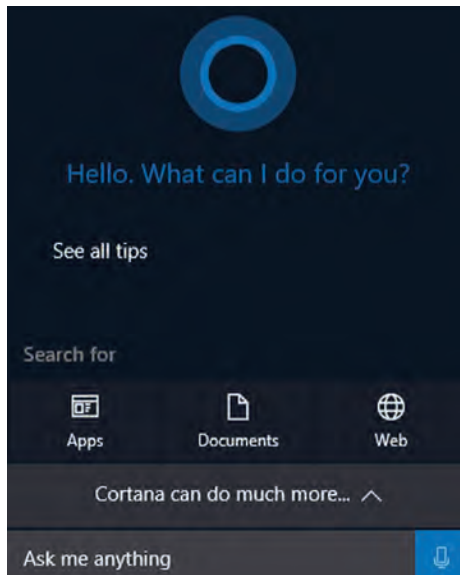 Hello. What can I do for you?
See all tips
Search for
Apps Documents Web
Cortana can do much more...
Ask me anything